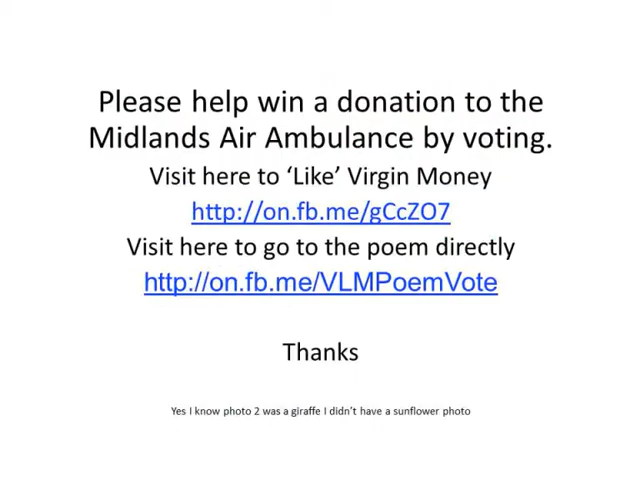 Please help win a donation to the
Midlands Air Ambulance by voting.
Visit here to ‘Like’ Virgin Money
http://on.fb.me/gCcZO7
Visit here to go to the poem directly
http://on.fb.me/VLMPoemVote
Thanks
Yes I know photo 2 was a giraffe I didn’t have a sunflower photo